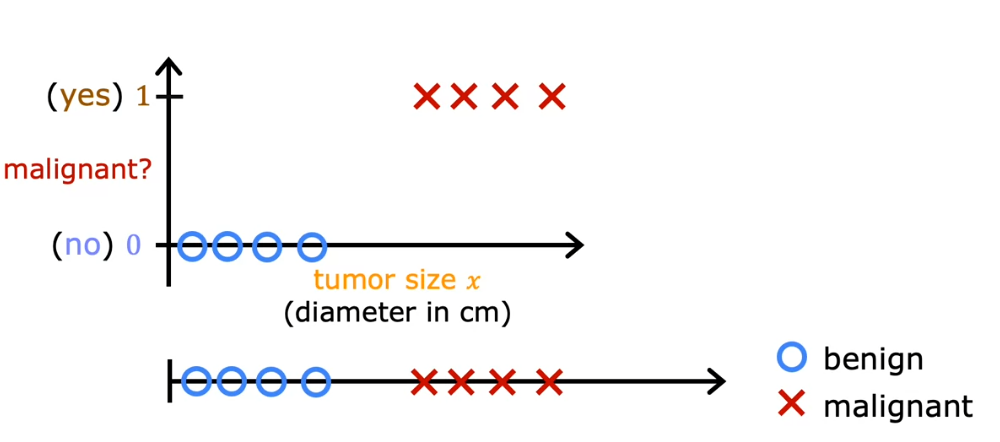 (yes) 1
malignant?
(no) 0
tumor size x
(diameter in cm)
benign
malignant